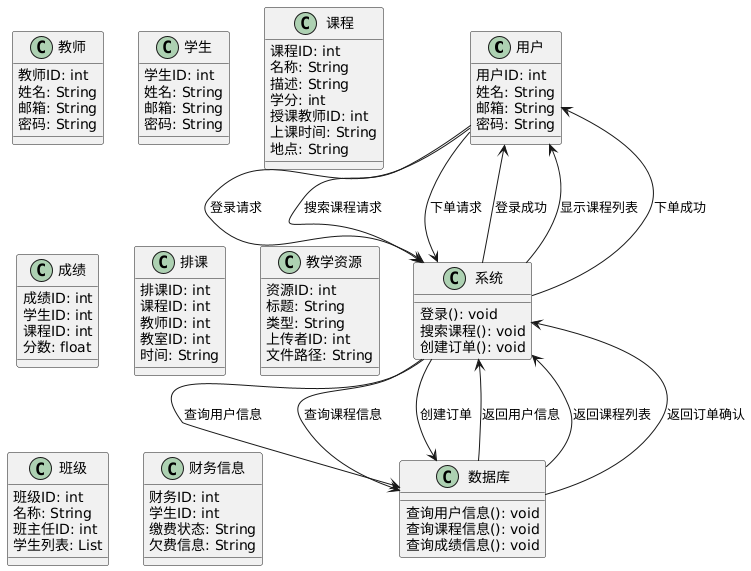 C 教师
教师ID: int
姓名: String
邮箱: String
密码: String
C 学生
学生ID: int
姓名: String
邮箱: String
密码: String
C 课程
课程ID: int
名称: String
描述: String
学分: int
授课教师ID: int
上课时间: String
地点: String
C 用户
用户ID: int
姓名: String
邮箱: String
密码: String
登录请求
搜索课程请求
下单请求
登录成功
显示课程列表
下单成功
C 成绩
成绩ID: int
学生ID: int
课程ID: int
分数: float
C 排课
排课ID: int
课程ID: int
教师ID: int
教室ID: int
时间: String
C 教学资源
资源ID: int
标题: String
类型: String
上传者ID: int
文件路径: String
C 系统
登录(): void
搜索课程(): void
创建订单(): void
查询用户信息
查询课程信息
创建订单
返回用户信息
返回课程列表
返回订单确认
C 班级
班级ID: int
名称: String
班主任ID: int
学生列表: List
C 财务信息
财务ID: int
学生ID: int
缴费状态: String
欠费信息: String
C 数据库
查询用户信息(): void
查询课程信息(): void
查询成绩信息(): void